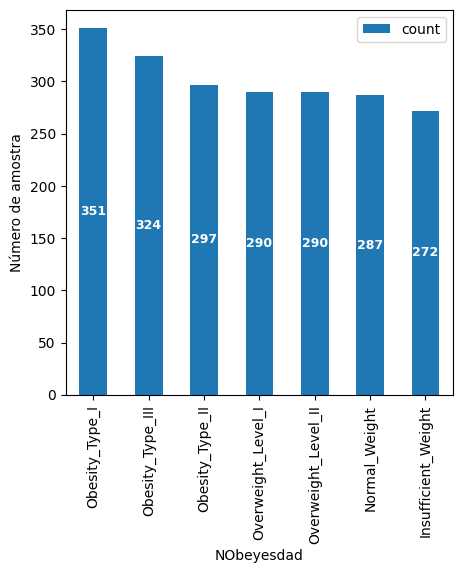 count
Número de amostra
350
300
250
200
150
100
50
0
351
324
297
290
290
287
272
Obesity_Type_I
Obesity_Type_III
Obesity_Type_II
Overweight_Level_I
Overweight_Level_II
Normal_Weight
Insufficient_Weight
NObeyesdad